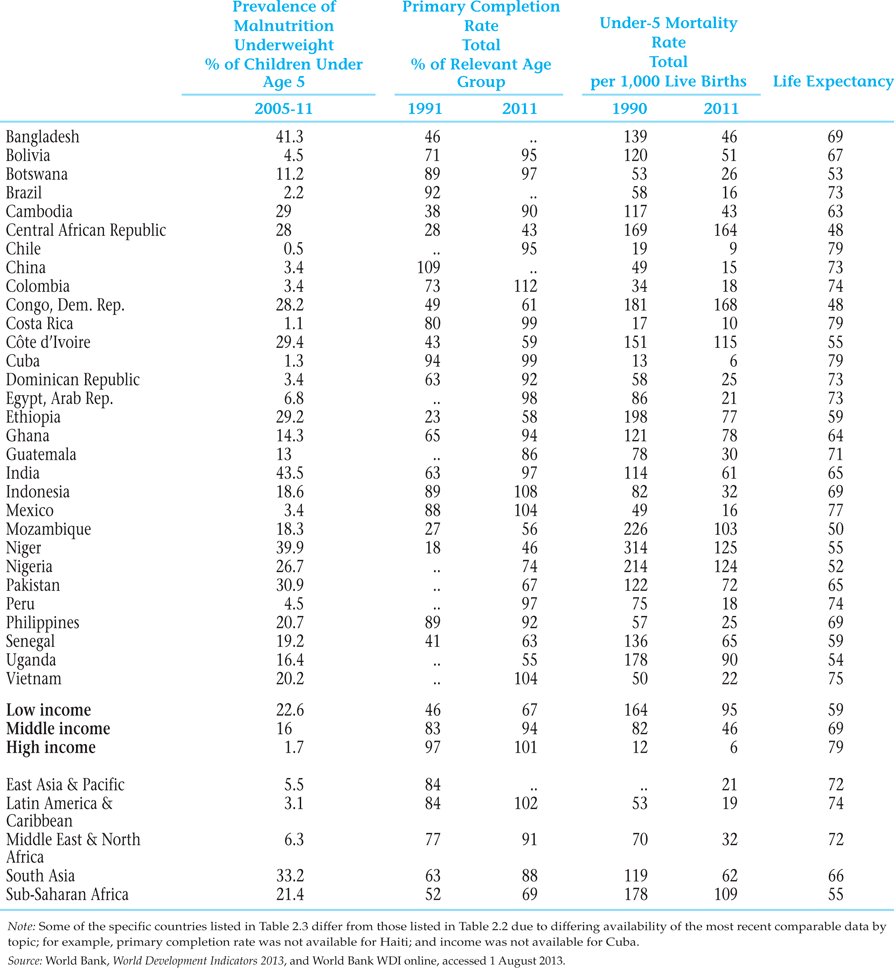 Prevalence of Malnutrition Underweight % of Children Under Age 5 Primary Completion Rate Total % of Relevant Age Group Under-5 Mortality Rate Total per 1,000 Live Births Life Expectancy
2005-11 1991 2011 1990 2011
Bangladesh 41.3 46 .. 139 46 69
Bolivia 4.5 71 95 120 51 67
Botswana 11.2 89 97 53 26 53
Brazil 2.2 92 .. 58 16 73
Cambodia 29 38 90 117 43 63
Central African Republic 28 28 43 169 164 48
Chile 0.5 .. 95 19 9 79
China 3.4 109 .. 49 15 73
Colombia 3.4 73 112 34 18 74
Congo, Dem. Rep. 28.2 49 61 181 168 48
Costa Rica 1.1 80 99 17 10 79
Côte d’Ivoire 29.4 43 59 151 115 55
Cuba 1.3 94 99 13 6 79
Dominican Republic 3.4 63 92 58 25 73
Egypt, Arab Rep. 6.8 .. 98 86 21 73
Ethiopia 29.2 23 58 198 77 59
Ghana 14.3 65 94 121 78 64
Guatemala 13 .. 86 78 30 71
India 43.5 63 97 114 61 65
Indonesia 18.6 89 108 82 32 69
Mexico 3.4 88 104 49 16 77
Mozambique 18.3 27 56 226 103 50
Niger 39.9 18 46 314 125 55
Nigeria 26.7 .. 74 214 124 52
Pakistan 30.9 .. 67 122 72 65
Peru 4.5 .. 97 75 18 74
Philippines 20.7 89 92 57 25 69
Senegal 19.2 41 63 136 65 59
Uganda 16.4 .. 55 178 90 54
Vietnam 20.2 .. 104 50 22 75
Low income 22.6 46 67 164 95 59
Middle income 16 83 94 82 46 69
High income 1.7 97 101 12 6 79
East Asia & Pacific 5.5 84 .. .. 21 72
Latin America & 3.1 84 102 53 19 74
Caribbean
Middle East & North 6.3 77 91 70 32 72
Africa
South Asia 33.2 63 88 119 62 66
Sub-Saharan Africa 21.4 52 69 178 109 55
Note: Some of the specific countries listed in Table 2.3 differ from those listed in Table 2.2 due to differing availability of the most recent comparable data by
topic; for example, primary completion rate was not available for Haiti; and income was not available for Cuba.
Source: World Bank, World Development Indicators 2013, and World Bank WDI online, accessed 1 August 2013.